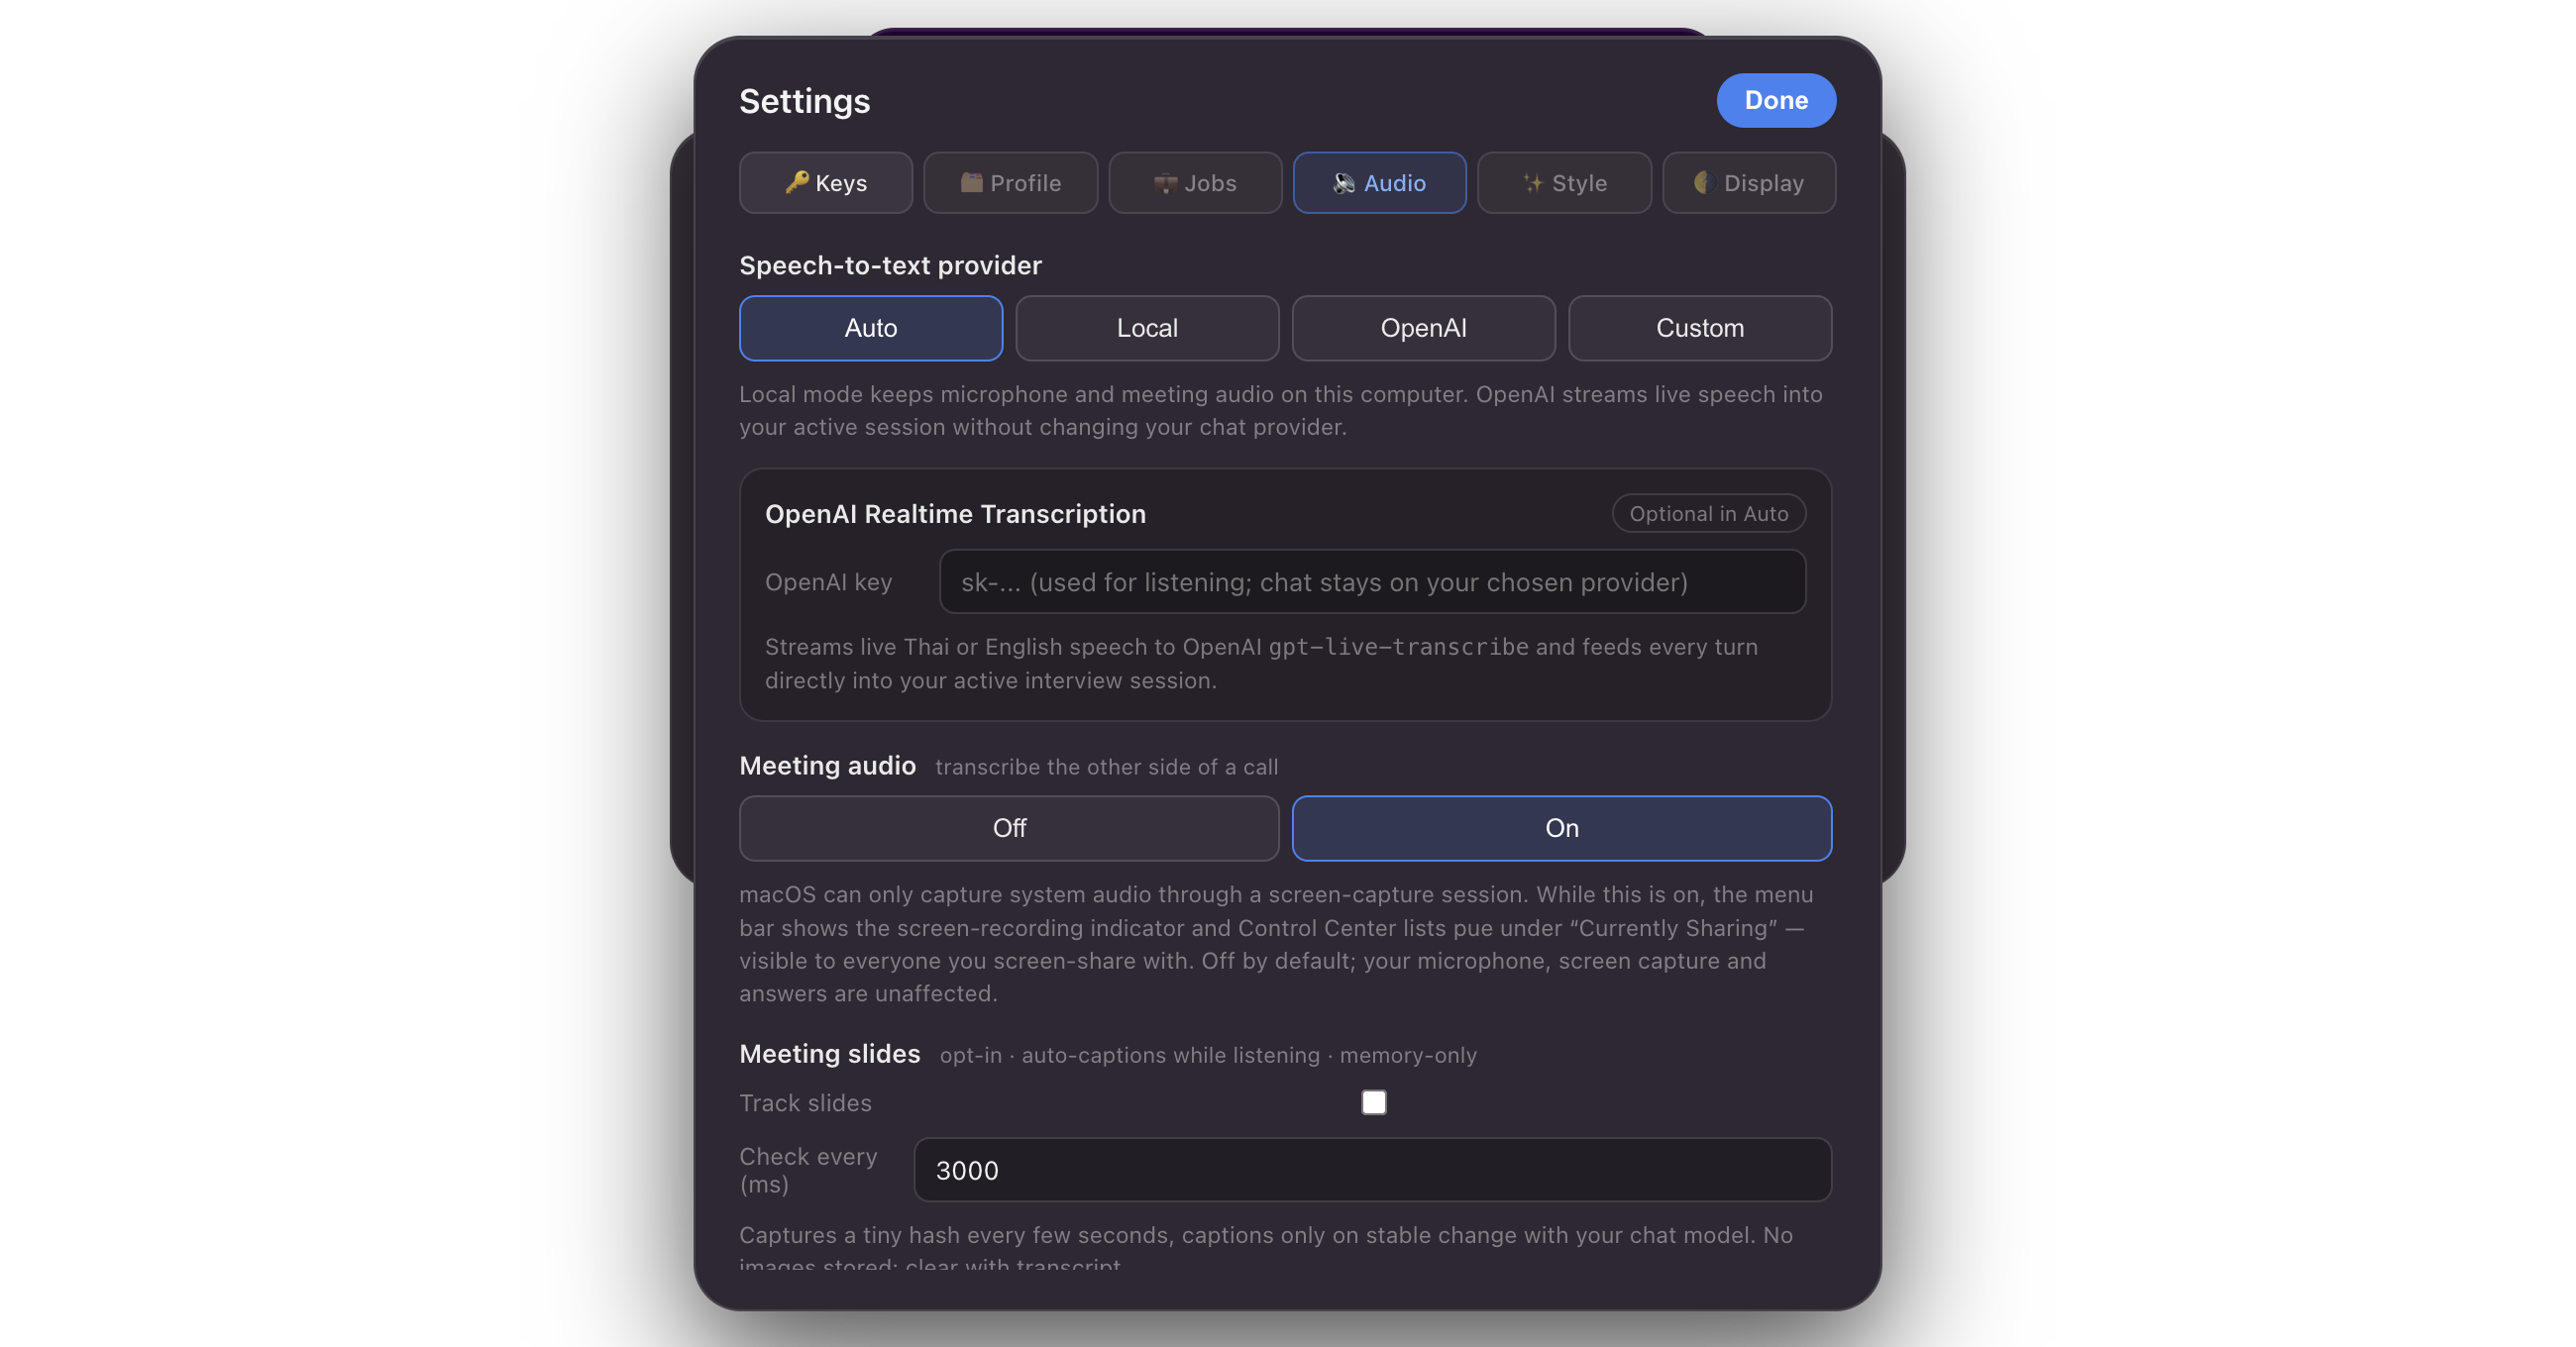 Settings
Done
Keys
Profile
Jobs
Audio
Style
Display
Speech-to-text provider
Auto
Local
OpenAI
Custom
Local mode keeps microphone and meeting audio on this computer. OpenAI streams live speech into
your active session without changing your chat provider.
OpenAI Realtime Transcription
Optional in Auto
OpenAI key
sk-... (used for listening; chat stays on your chosen provider)
Streams live Thai or English speech to OpenAI gpt-live-transcribe and feeds every turn
directly into your active interview session.
Meeting audio transcribe the other side of a call
Off
On
macOS can only capture system audio through a screen-capture session. While this is on, the menu
bar shows the screen-recording indicator and Control Center lists pue under “Currently Sharing” —
visible to everyone you screen-share with. Off by default; your microphone, screen capture and
answers are unaffected.
Meeting slides opt-in · auto-captions while listening · memory-only
Track slides
Check every
(ms)
3000
Captures a tiny hash every few seconds, captions only on stable change with your chat model. No
images stored; clear with transcript